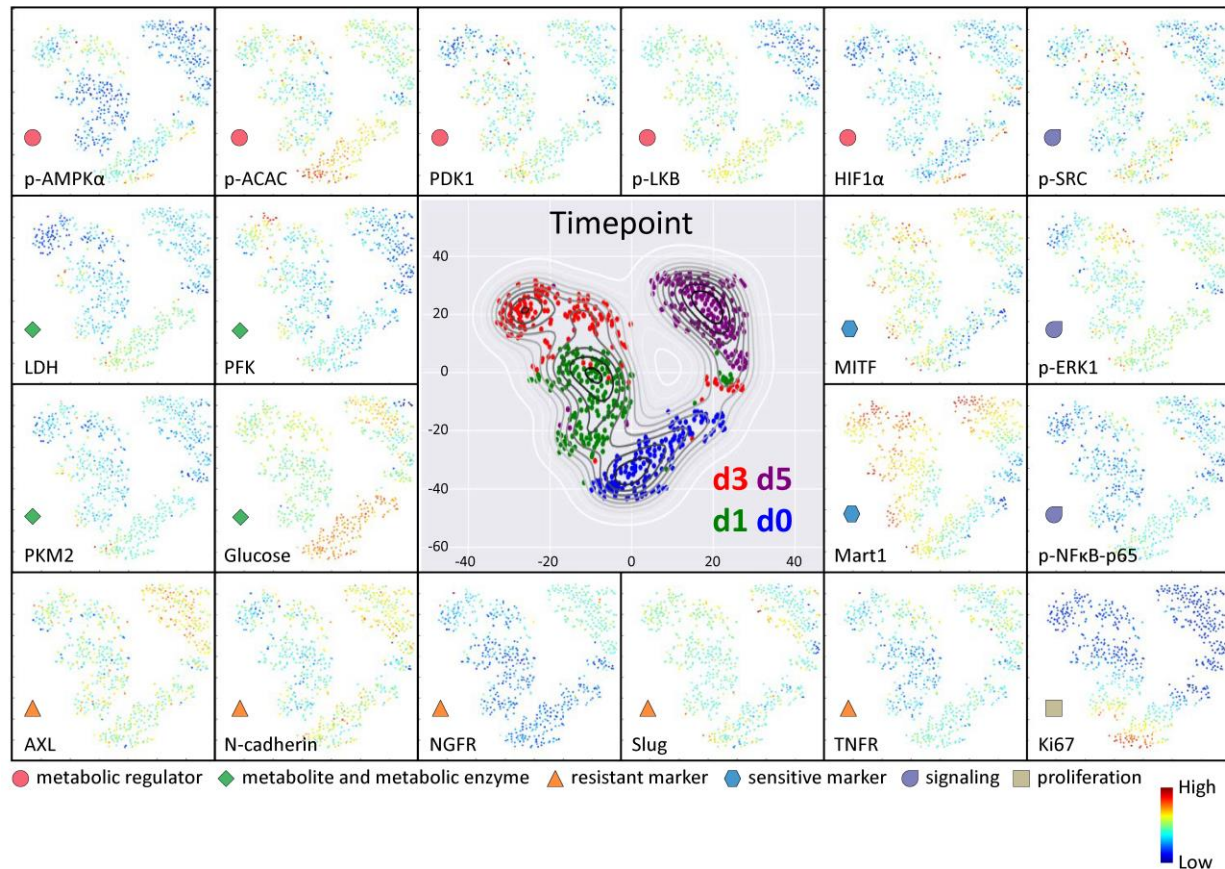 p-AMPKα p-ACAC PDK1 p-LKB HIF1α p-SRC
Timepoint
40
20
0
-20
-40
-60
-40 -20 0 20 40
d3 d5
d1 d0
LDH PFK MITF p-ERK1
PKM2 Glucose Mart1 p-NFκB-p65
AXL N-cadherin NGFR Slug TNFR Ki67
metabolic regulator metabolite and metabolic enzyme resistant marker sensitive marker signaling proliferation
High
Low